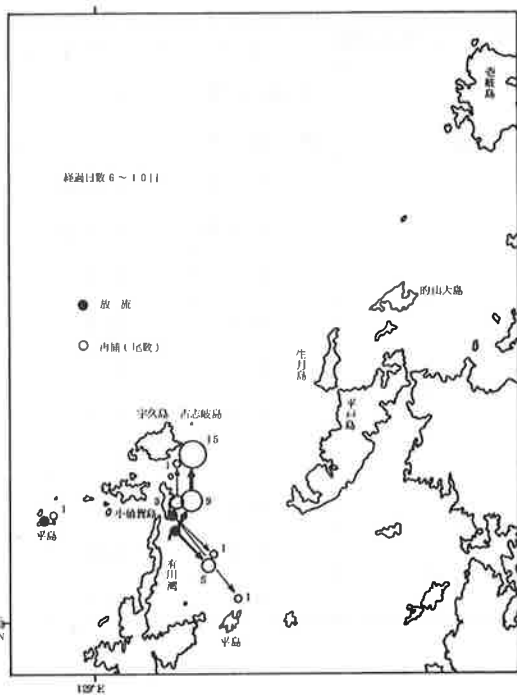 壱岐島
経過日数6～10日
的山大島
● 放流
○ 再捕(尾数)
生月島
平戸島
宇久島
古志岐島
15
1
3
9
小値賀島
1
平島
1
5
有川湾
1
平島
129°E